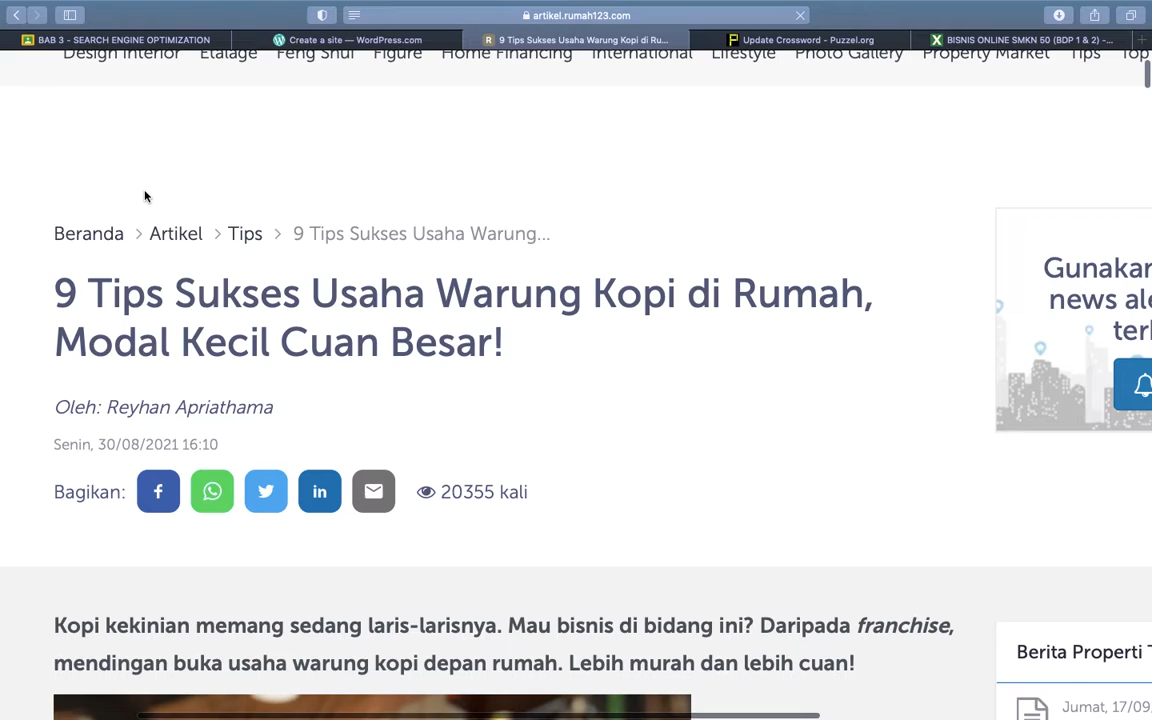 artikel.rumah123.com
BAB 3 - SEARCH ENGINE OPTIMIZATION
Create a site — WordPress.com
9 Tips Sukses Usaha Warung Kopi di Ru...
Update Crossword - Puzzel.org
BISNIS ONLINE SMKN 50 (BDP 1 & 2) -...
Design Interior Etalage Feng Shui Figure Home Financing International Lifestyle Photo Gallery Property Market Tips Top
Beranda > Artikel > Tips > 9 Tips Sukses Usaha Warung...
9 Tips Sukses Usaha Warung Kopi di Rumah,
Modal Kecil Cuan Besar!
Oleh: Reyhan Apriathama
Senin, 30/08/2021 16:10
Bagikan: 20355 kali
Gunakan
news ale
terl
Kopi kekinian memang sedang laris-larisnya. Mau bisnis di bidang ini? Daripada franchise,
mendingan buka usaha warung kopi depan rumah. Lebih murah dan lebih cuan!
Berita Properti T
Jumat, 17/09